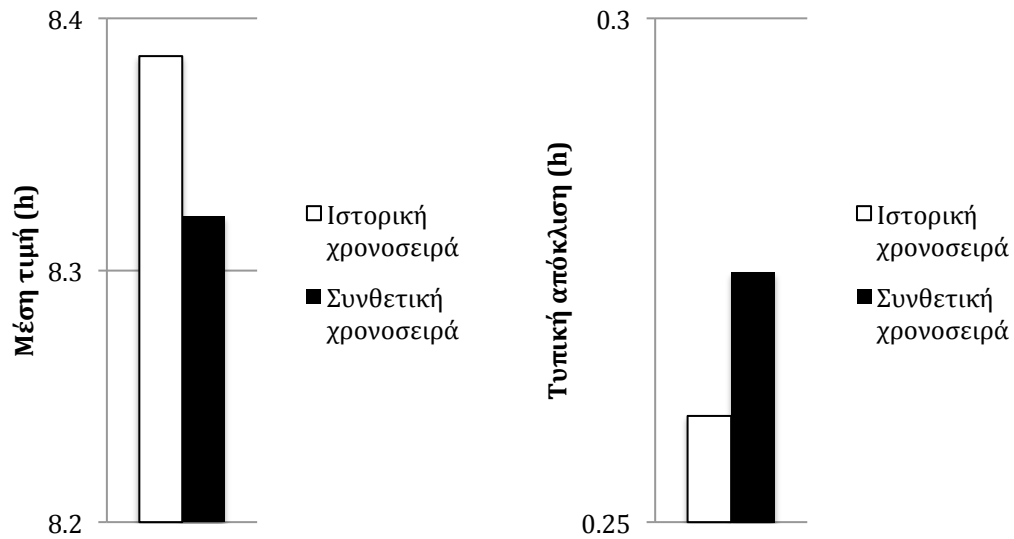 8.4
8.3
8.2
Μέση τιμή (h)
Ιστορική
χρονοσειρά
Συνθετική
χρονοσειρά
0.3
0.25
Τυπική απόκλιση (h)
Ιστορική
χρονοσειρά
Συνθετική
χρονοσειρά